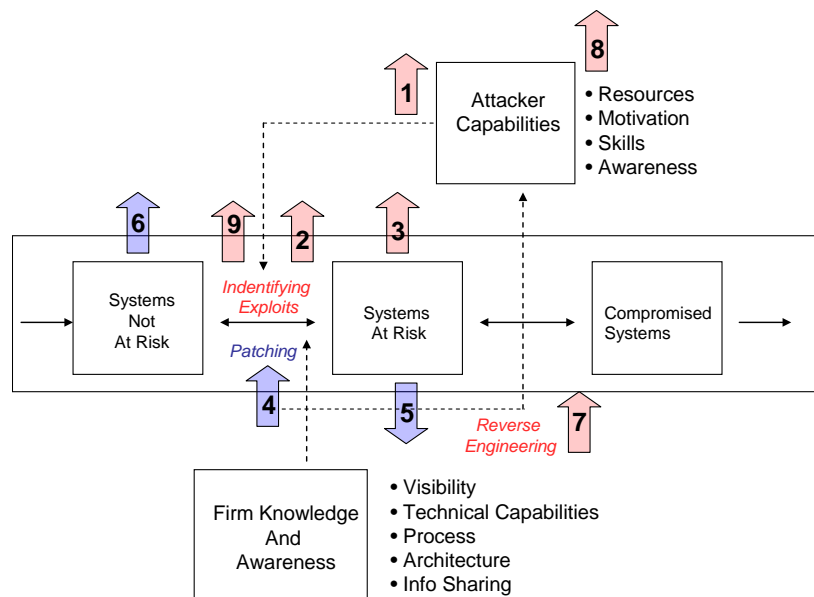 8
1
Attacker
Capabilities
• Resources
• Motivation
• Skills
• Awareness
6
9
2
3
Systems
Not
At Risk
Indentifying
Exploits
Patching
Systems
At Risk
Compromised
Systems
4
5
Reverse
Engineering
7
Firm Knowledge
And
Awareness
• Visibility
• Technical Capabilities
• Process
• Architecture
• Info Sharing